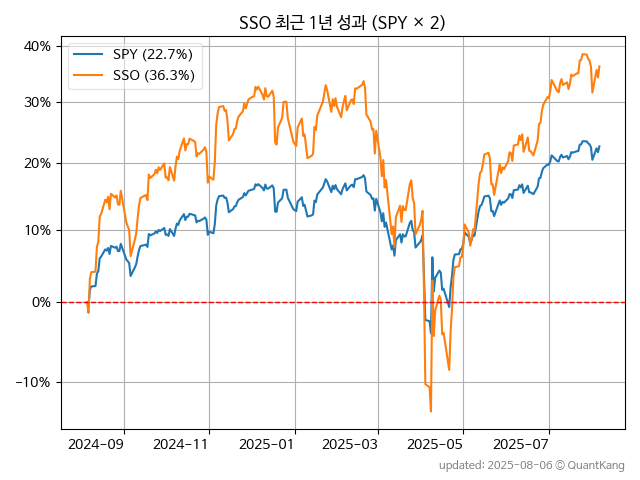 SSO 최근 1년 성과 (SPY × 2)
SPY (22.7%)
SSO (36.3%)
40%
30%
20%
10%
0%
−10%
2024-09 2024-11 2025-01 2025-03 2025-05 2025-07
updated: 2025-08-06 © QuantKang